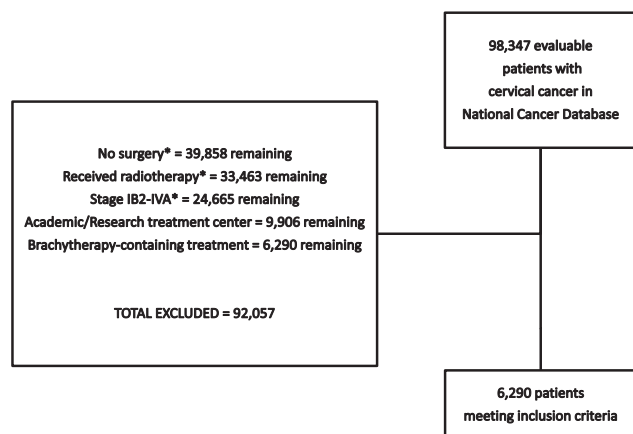 98,347 evaluable
patients with
cervical cancer in
National Cancer Database
No surgery* = 39,858 remaining
Received radiotherapy* = 33,463 remaining
Stage IB2-IVA* = 24,665 remaining
Academic/Research treatment center = 9,906 remaining
Brachytherapy-containing treatment = 6,290 remaining
TOTAL EXCLUDED = 92,057
6,290 patients
meeting inclusion criteria